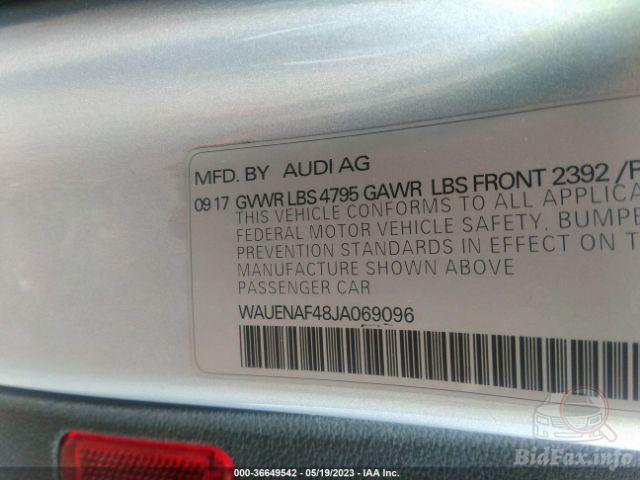 MFD. BY AUDI AG
09 17 GVWR LBS 4795 GAWR LBS FRONT 2392 /
THIS VEHICLE CONFORMS TO ALL
FEDERAL MOTOR VEHICLE SAFETY,
PREVENTION STANDARDS IN EFFECT ON
MANUFACTURE SHOWN ABOVE
PASSENGER CAR
WAUENAF48JA069096
BidFax.info
000-36649542 - 05/19/2023 - IAA Inc.